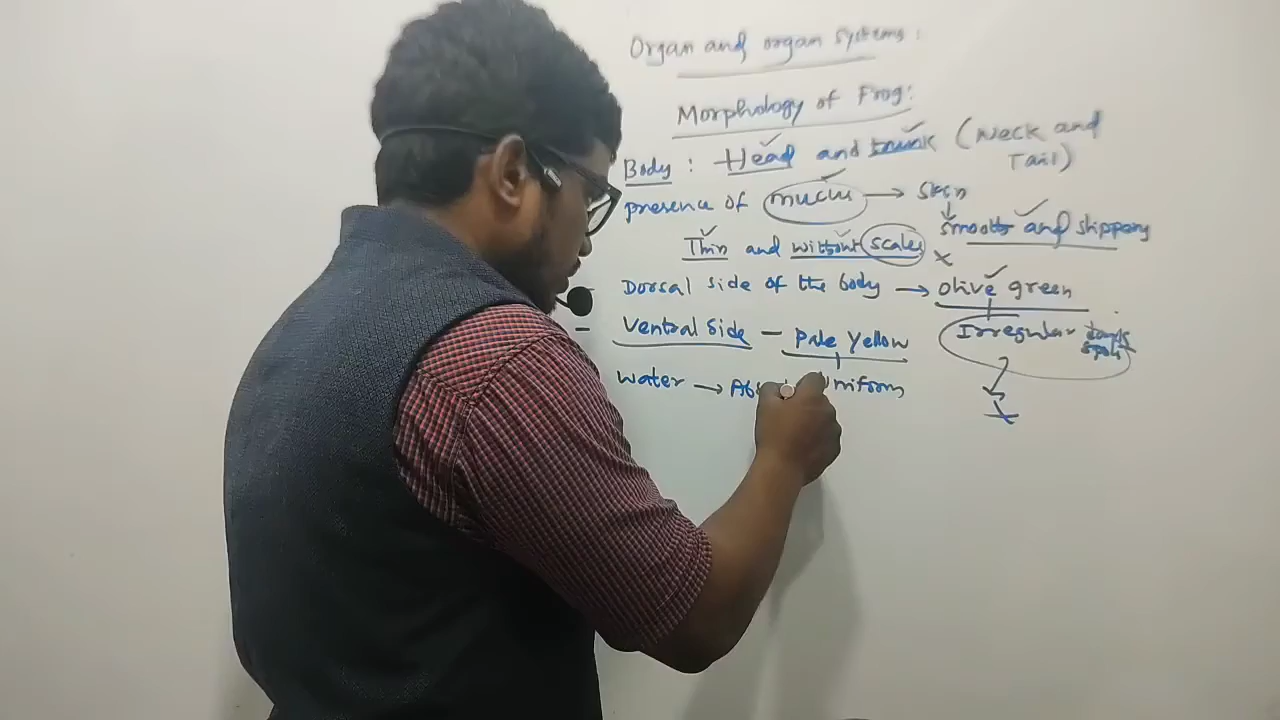 Organ and organ systems:
Morphology of Frog:
Body : Head and trunk (Neck and Tail)
presence of mucus → Skin
smooth and slippery
Thin and without scales x
- Dorsal side of the body → olive green
- Ventral side - Pale Yellow
Irregular dark spots
Water → Uniform
x